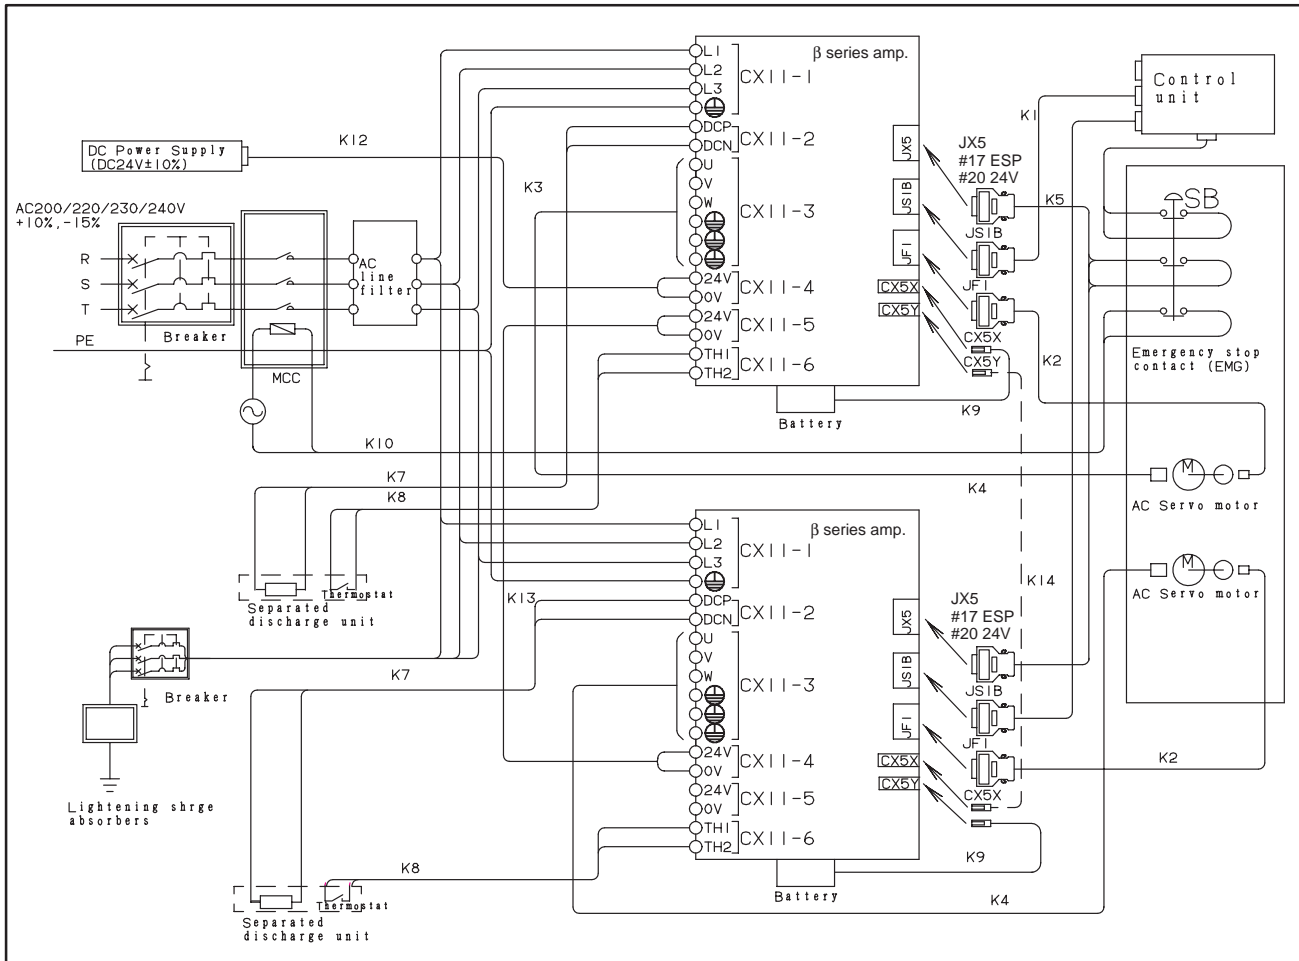 β series amp.
L1
L2
L3
CX11-1
DCP
DCN
CX11-2
U
V
W
CX11-3
24V
0V
CX11-4
24V
0V
CX11-5
TH1
TH2
CX11-6
JX5
JS1B
JF1
CX5X
CX5Y
Battery
JX5
#17 ESP
#20 24V
JS1B
JF1
CX5X
CX5Y
Control
unit
K1
K5
K2
K9
SB
Emergency stop
contact (EMG)
DC Power Supply
(DC24V±10%)
K12
K3
AC200/220/230/240V
+10%,-15%
R
S
T
PE
Breaker
MCC
AC
line
filter
K10
K7
K8
K4
M
AC Servo motor
M
AC Servo motor
K14
Thermostat
Separated
discharge unit
K13
β series amp.
L1
L2
L3
CX11-1
DCP
DCN
CX11-2
U
V
W
CX11-3
24V
0V
CX11-4
24V
0V
CX11-5
TH1
TH2
CX11-6
JX5
JS1B
JF1
CX5X
CX5Y
Battery
JX5
#17 ESP
#20 24V
JS1B
JF1
CX5X
K2
K9
K4
Breaker
Lightening shrge
absorbers
K7
K8
Thermostat
Separated
discharge unit